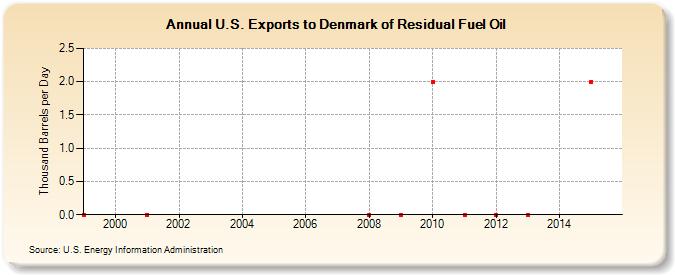 Annual U.S. Exports to Denmark of Residual Fuel Oil
Thousand Barrels per Day
2.5
2.0
1.5
1.0
0.5
0.0
2000 2002 2004 2006 2008 2010 2012 2014
Source: U.S. Energy Information Administration